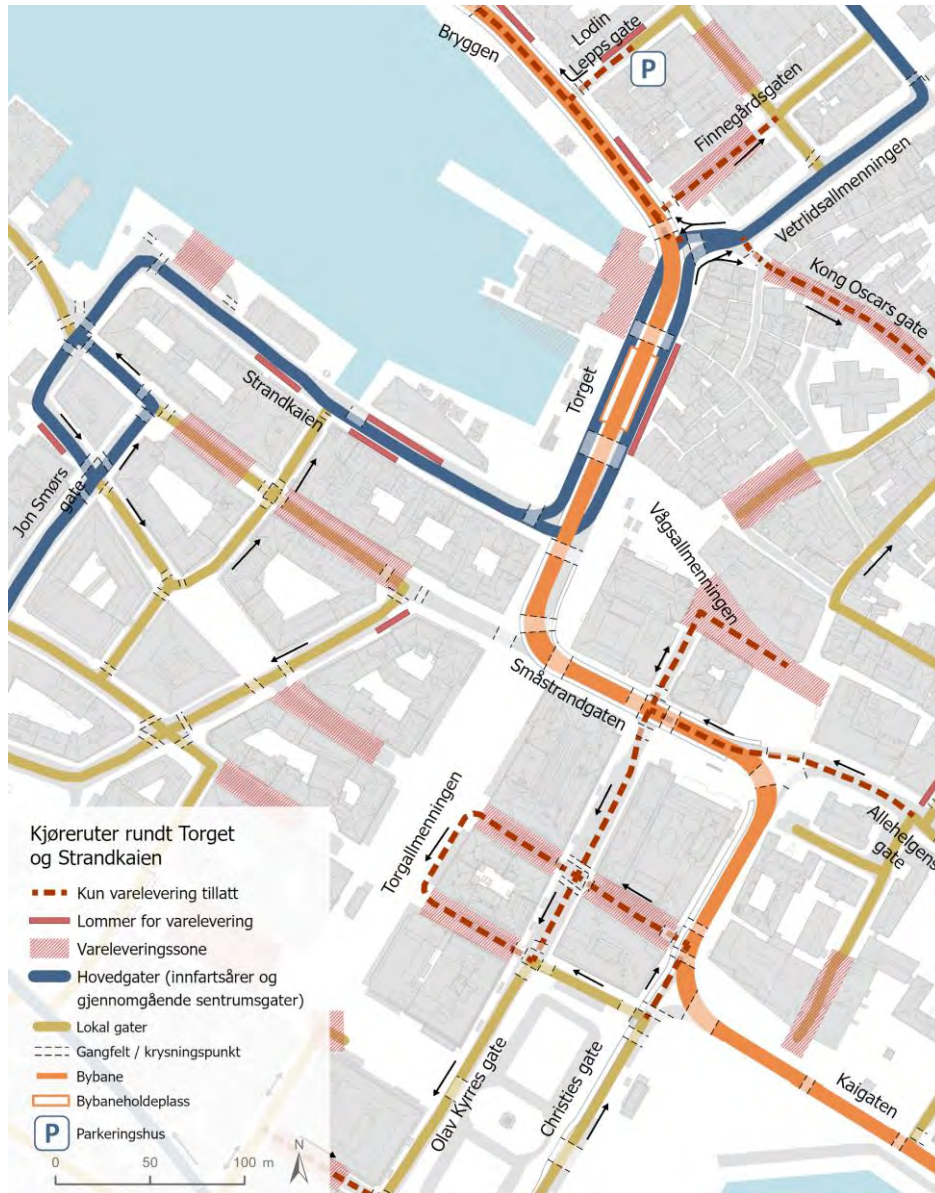 Bryggen
Lodin
Lepps gate
P
Finnegårdsgaten
Vetrlidsallmenningen
Kong Oscars gate
Torget
Strandkaien
Jon Smørs
gate
Vågsallmenningen
Småstrandgaten
Torgallmenningen
Allehelgens
gate
Olav Kyrres gate
Christies gate
Kaigaten
Kjøreruter rundt Torget
og Strandkaien
Kun varelevering tillatt
Lommer for varelevering
Vareleveringssone
Hovedgater (innfartsårer og
gjennomgående sentrumsgater)
Lokal gater
Gangfelt / krysningspunkt
Bybane
Bybaneholdeplass
P Parkeringshus
0 50 100 m
N